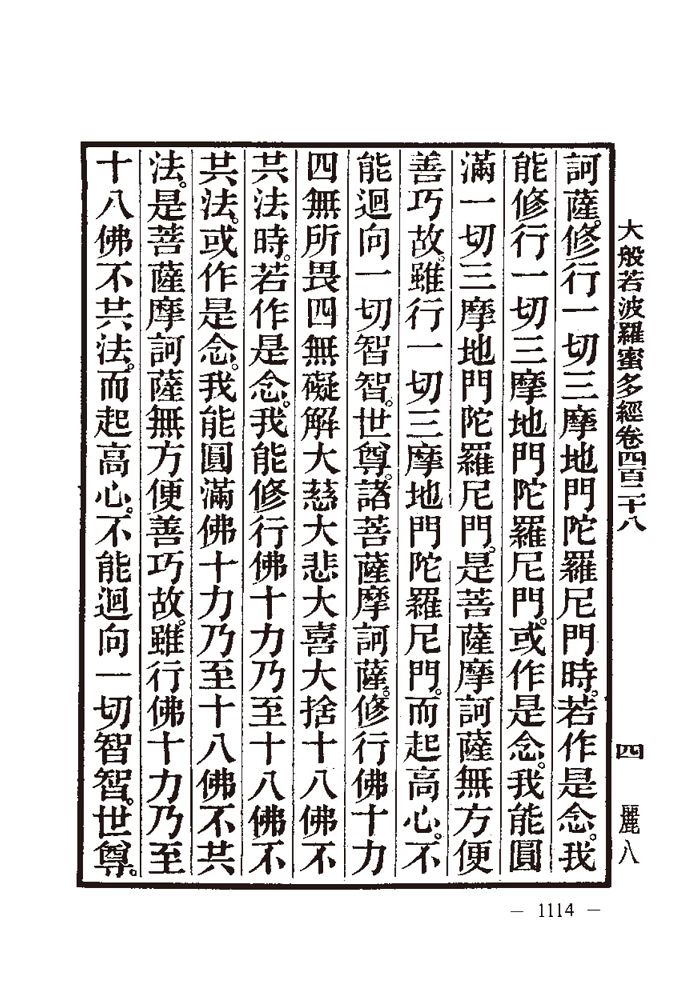 大般若波羅蜜多經卷四百二十八
四
麗八
訶薩。修行一切三摩地門陀羅尼門時。若作是念。我
能修行一切三摩地門陀羅尼門。或作是念。我能圓
滿一切三摩地門陀羅尼門。是菩薩摩訶薩無方便
善巧故。雖行一切三摩地門陀羅尼門。而起高心。不
能迴向一切智智。世尊。諸菩薩摩訶薩。修行佛十力
四無所畏四無礙解大慈大悲大喜大捨十八佛不
共法時。若作是念。我能修行佛十力乃至十八佛不
共法。或作是念。我能圓滿佛十力乃至十八佛不共
法。是菩薩摩訶薩無方便善巧故。雖行佛十力乃至
十八佛不共法。而起高心。不能迴向一切智智。世尊。
— 1114 —